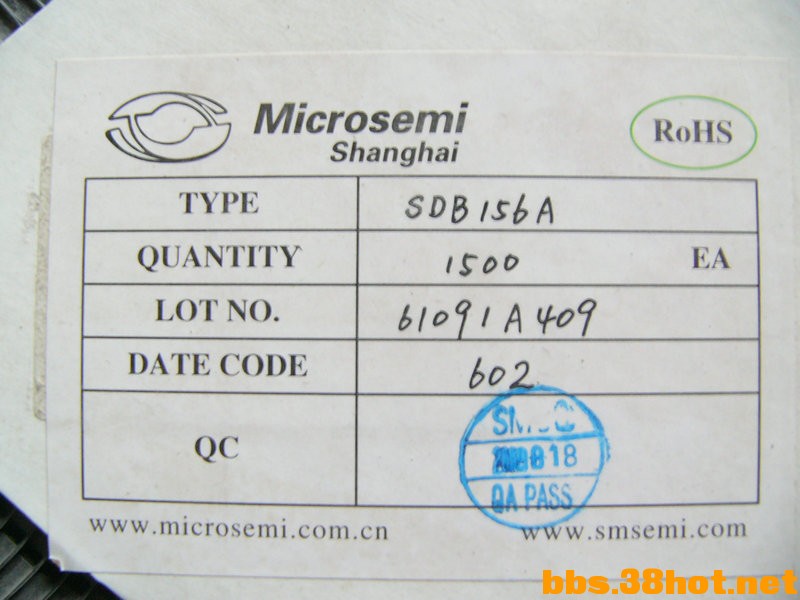 Microsemi
Shanghai
RoHS
TYPE SDB156A
QUANTITY 1500 EA
LOT NO. 61091A409
DATE CODE 602
QC
QA PASS
www.microsemi.com.cn www.smsemi.com
bbs.38hot.net